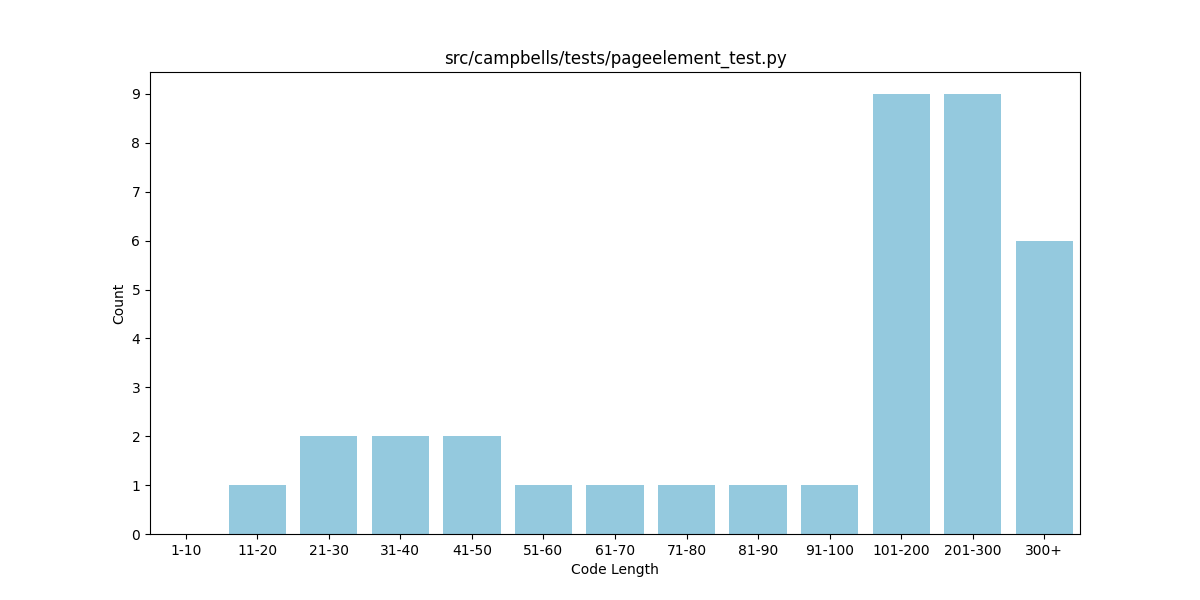 src/campbells/tests/pageelement_test.py
Count
9
8
7
6
5
4
3
2
1
0
1-10 11-20 21-30 31-40 41-50 51-60 61-70 71-80 81-90 91-100 101-200 201-300 300+
Code Length